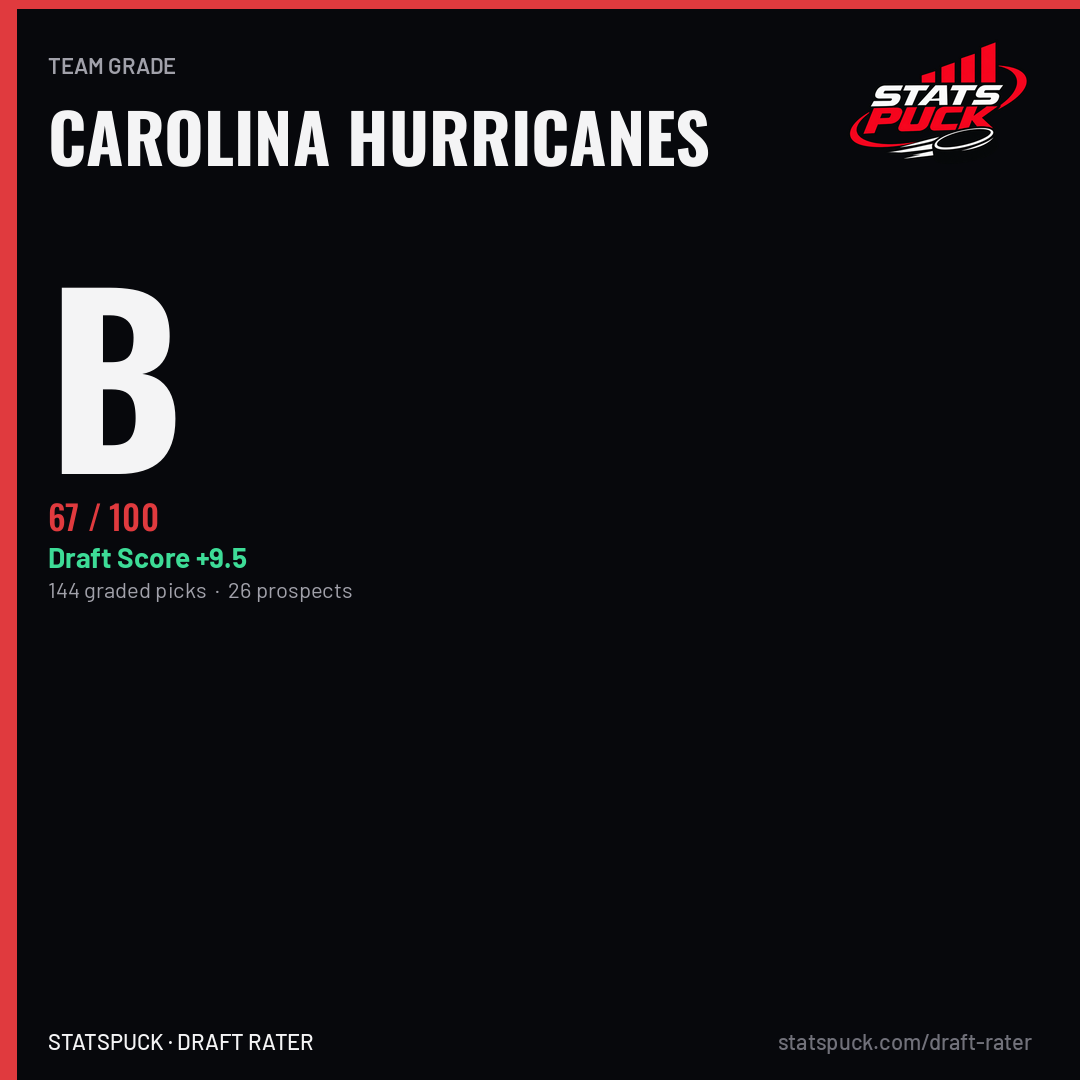 TEAM GRADE
CAROLINA HURRICANES
STATS
PUCK
B
67 / 100
Draft Score +9.5
144 graded picks · 26 prospects
STATSPUCK · DRAFT RATER
statspuck.com/draft-rater